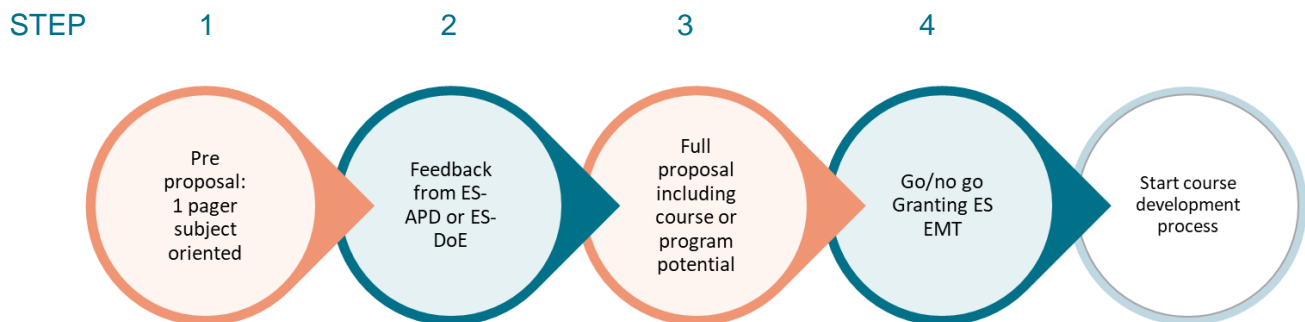 STEP 1 2 3 4
Pre
proposal:
1 pager
subject
oriented
Feedback
from ES-
APD or ES-
DoE
Full
proposal
including
course or
program
potential
Go/no go
Granting ES
EMT
Start course
development
process